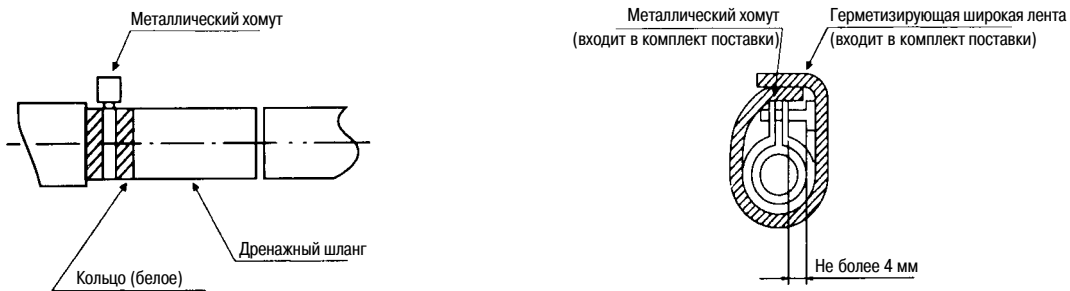 Металлический хомут
Дренажный шланг
Кольцо (белое)
Металлический хомут
(входит в комплект поставки)
Герметизирующая широкая лента
(входит в комплект поставки)
Не более 4 мм